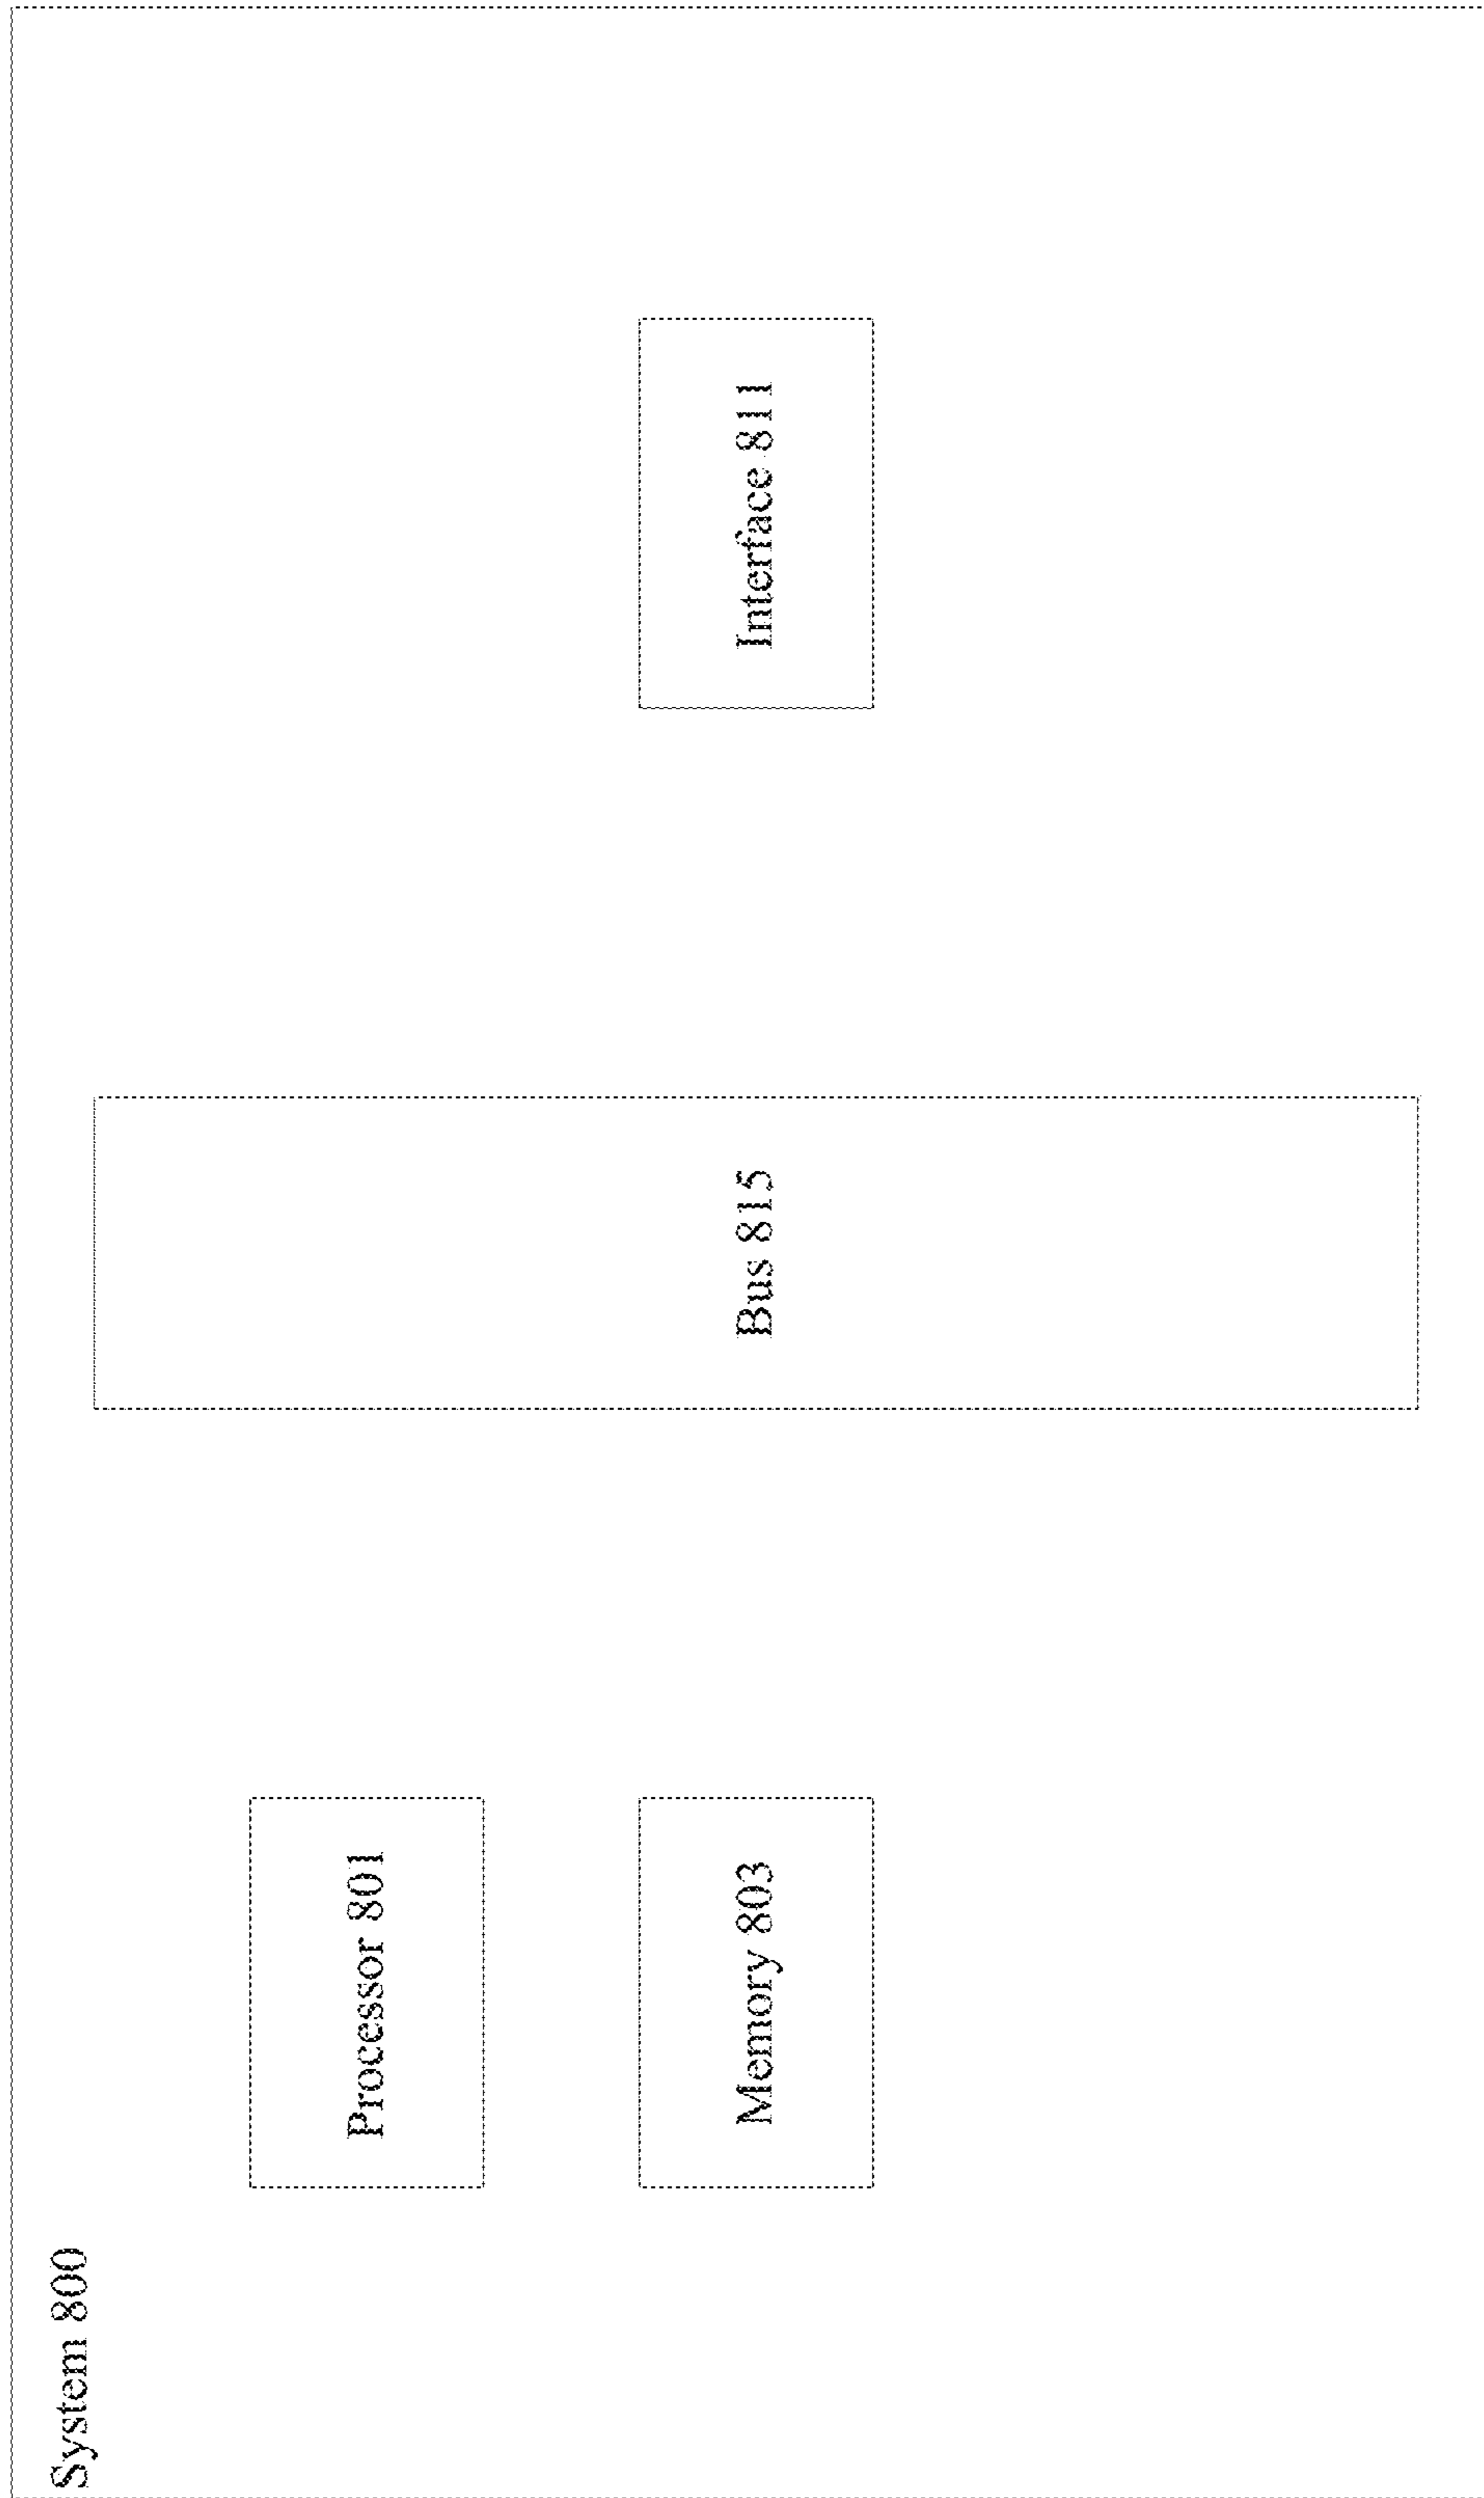 System 800
Processor 801
Memory 803
Bus 815
Interface 811